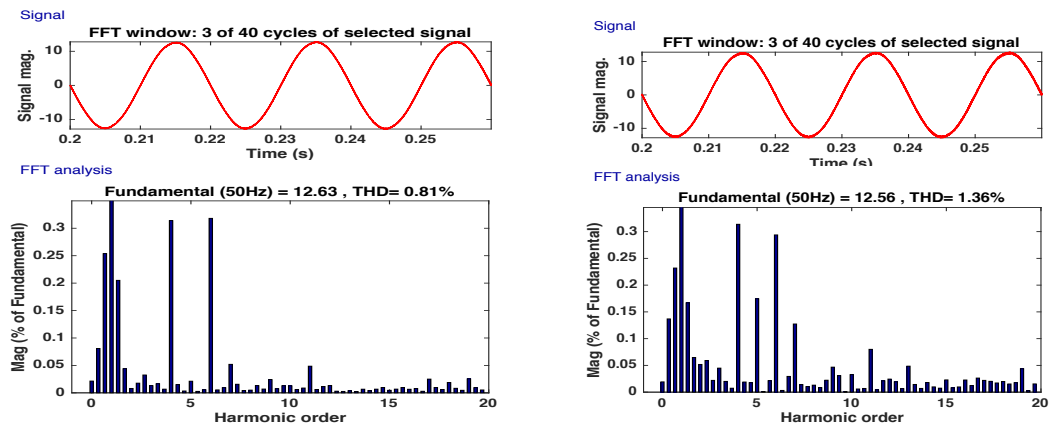 Signal
FFT window: 3 of 40 cycles of selected signal
10
0
-10
Signal mag.
0.2 0.21 0.22 0.23 0.24 0.25
Time (s)
FFT analysis
Fundamental (50Hz) = 12.63 , THD= 0.81%
0.3
0.25
0.2
0.15
0.1
0.05
0
Mag (% of Fundamental)
0 5 10 15 20
Harmonic order
Signal
FFT window: 3 of 40 cycles of selected signal
10
0
-10
Signal mag.
0.2 0.21 0.22 0.23 0.24 0.25
Time (s)
FFT analysis
Fundamental (50Hz) = 12.56 , THD= 1.36%
0.3
0.25
0.2
0.15
0.1
0.05
0
Mag (% of Fundamental)
0 5 10 15 20
Harmonic order